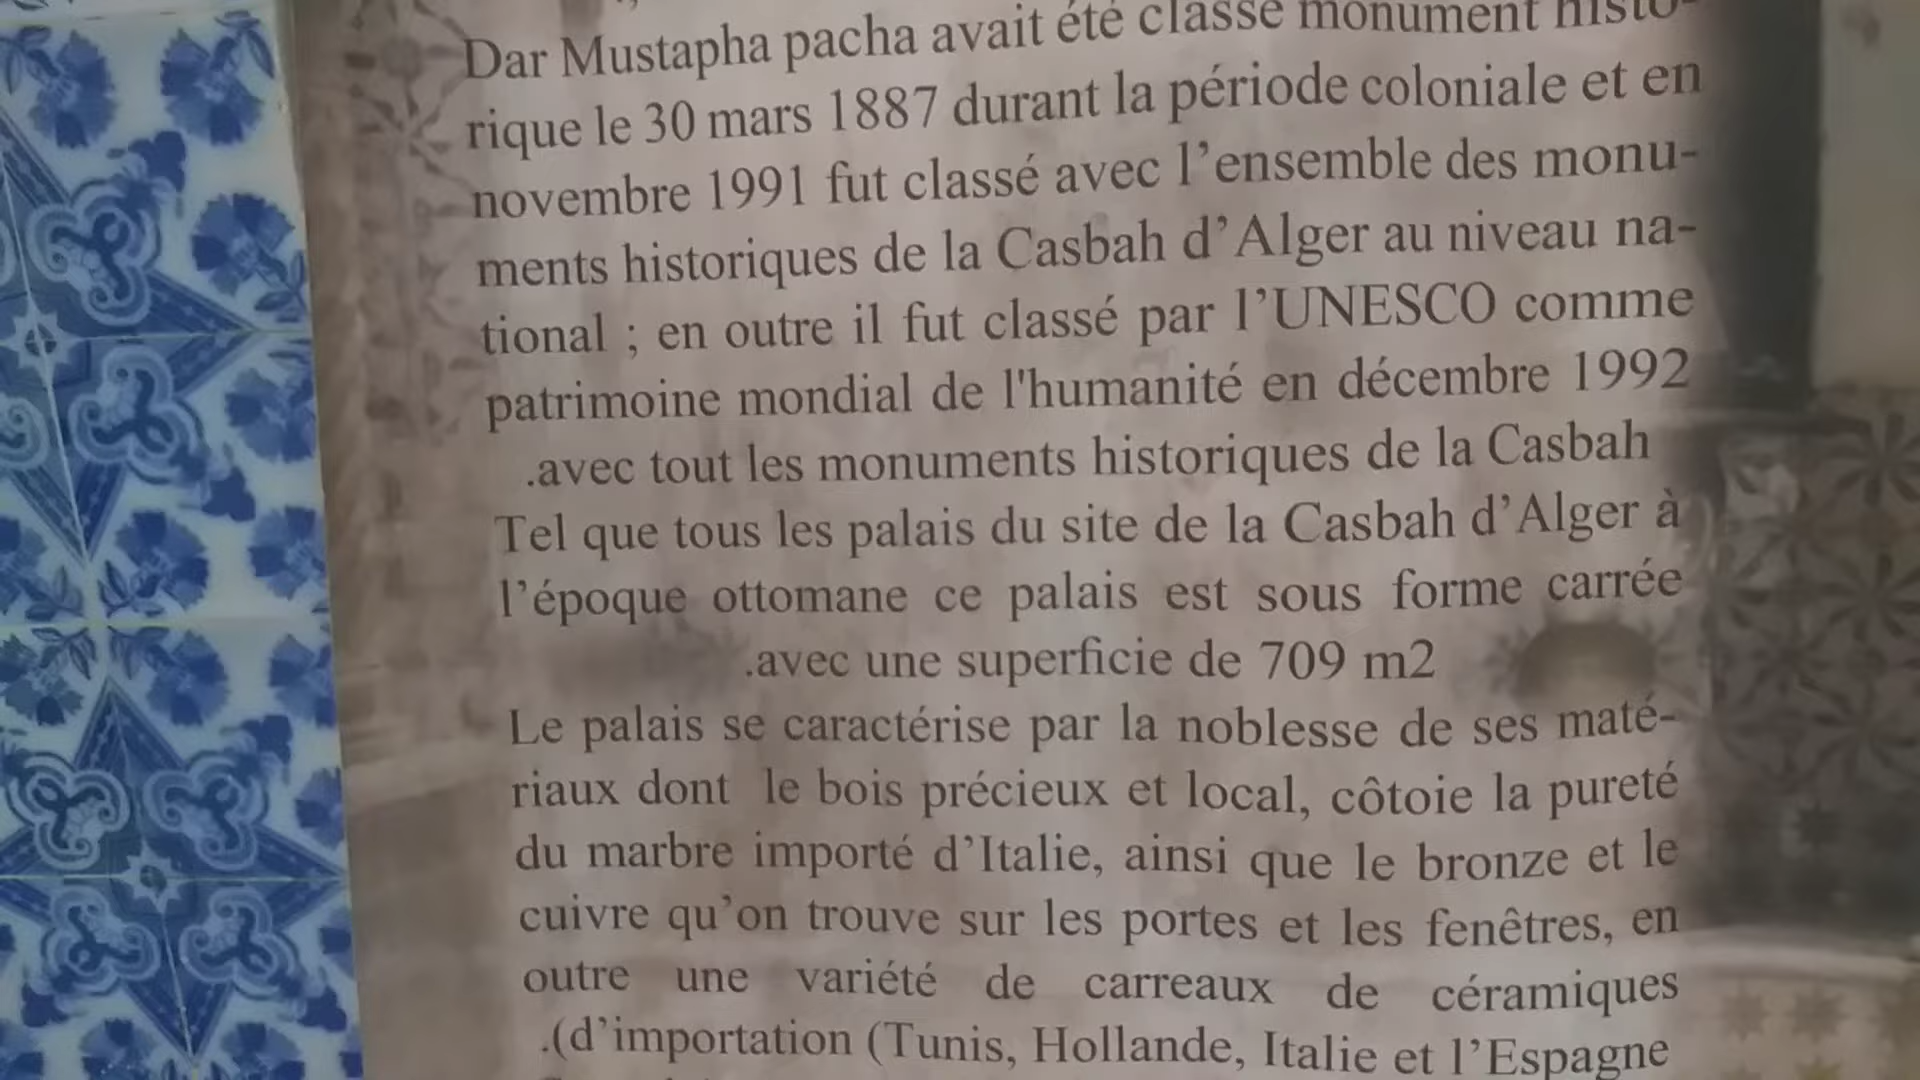 Dar Mustapha pacha avait été classé monument histo-
rique le 30 mars 1887 durant la période coloniale et en
novembre 1991 fut classé avec l’ensemble des monu-
ments historiques de la Casbah d’Alger au niveau na-
tional ; en outre il fut classé par l’UNESCO comme
patrimoine mondial de l'humanité en décembre 1992
.avec tout les monuments historiques de la Casbah
Tel que tous les palais du site de la Casbah d’Alger à
l’époque ottomane ce palais est sous forme carrée
.avec une superficie de 709 m2
Le palais se caractérise par la noblesse de ses maté-
riaux dont le bois précieux et local, côtoie la pureté
du marbre importé d’Italie, ainsi que le bronze et le
cuivre qu’on trouve sur les portes et les fenêtres, en
outre une variété de carreaux de céramiques
.(d’importation (Tunis, Hollande, Italie et l’Espagne